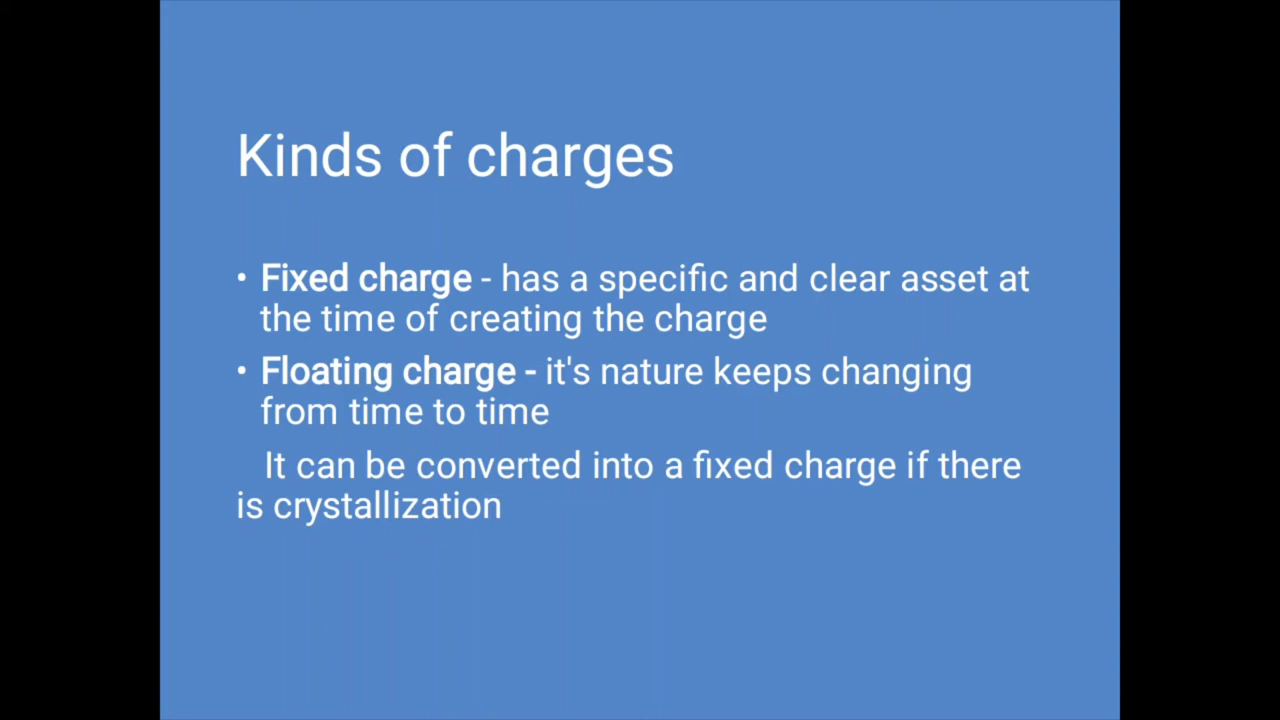 Kinds of charges
• Fixed charge - has a specific and clear asset at
the time of creating the charge
• Floating charge - it's nature keeps changing
from time to time
It can be converted into a fixed charge if there
is crystallization